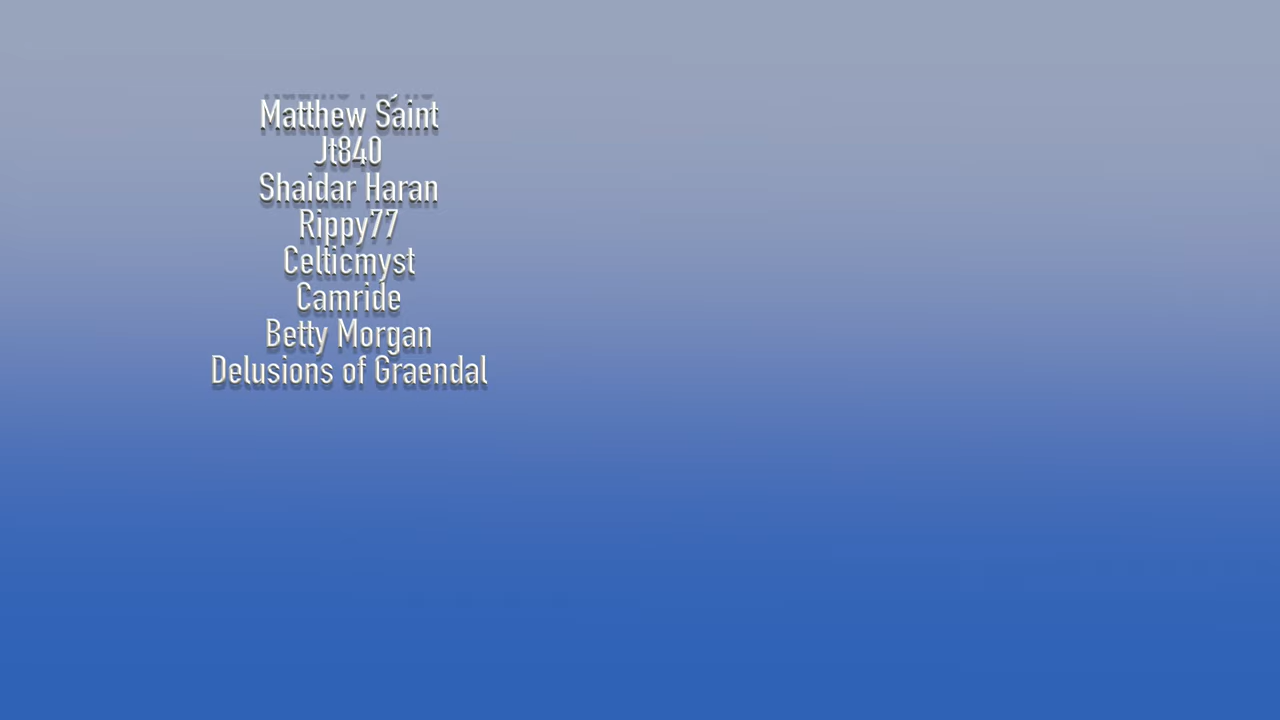 Matthew Saint
Jt840
Shaidar Haran
Rippy77
Celticmyst
Camride
Betty Morgan
Delusions of Graendal